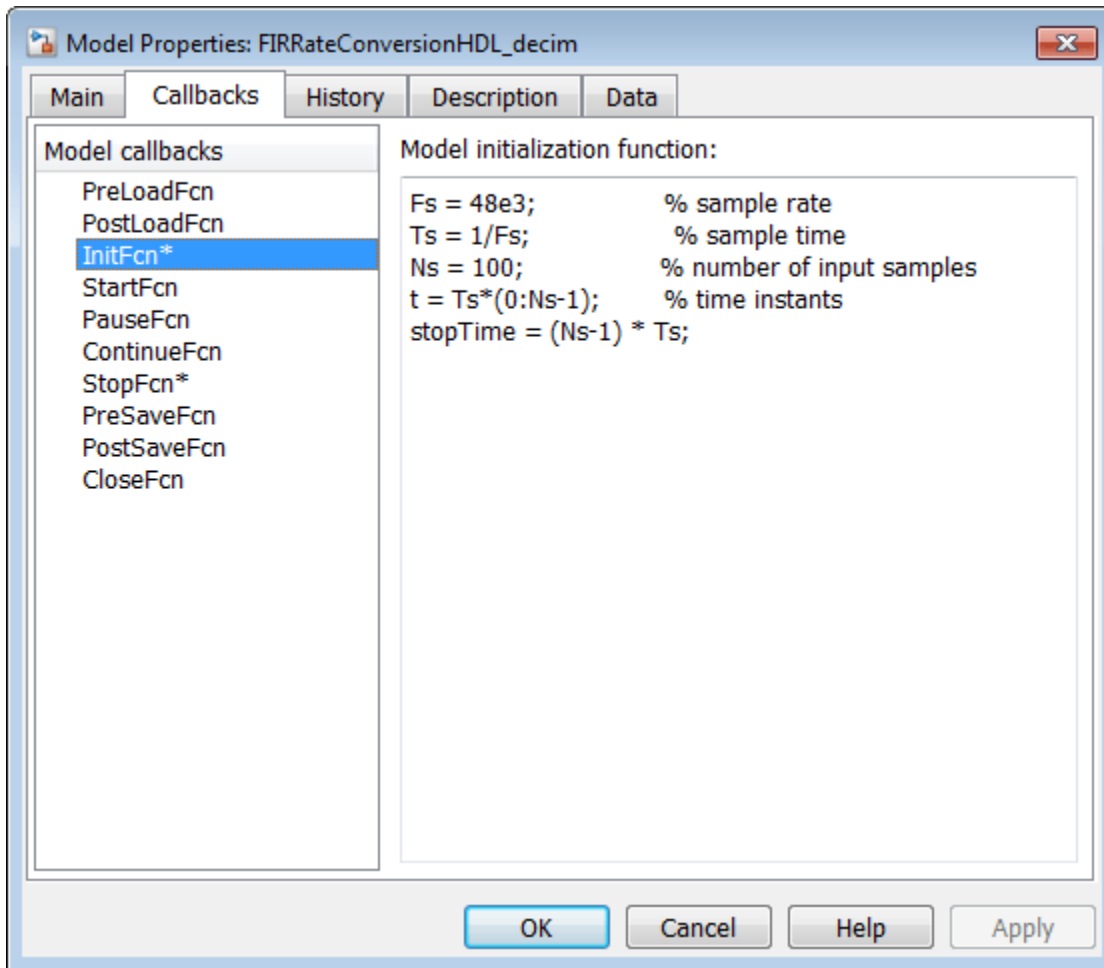 Model Properties: FIRRateConversionHDL_decim
Main
Callbacks
History
Description
Data
Model callbacks
PreLoadFcn
PostLoadFcn
InitFcn*
StartFcn
PauseFcn
ContinueFcn
StopFcn*
PreSaveFcn
PostSaveFcn
CloseFcn
Model initialization function:
Fs = 48e3; % sample rate
Ts = 1/Fs; % sample time
Ns = 100; % number of input samples
t = Ts*(0:Ns-1); % time instants
stopTime = (Ns-1) * Ts;
OK
Cancel
Help
Apply